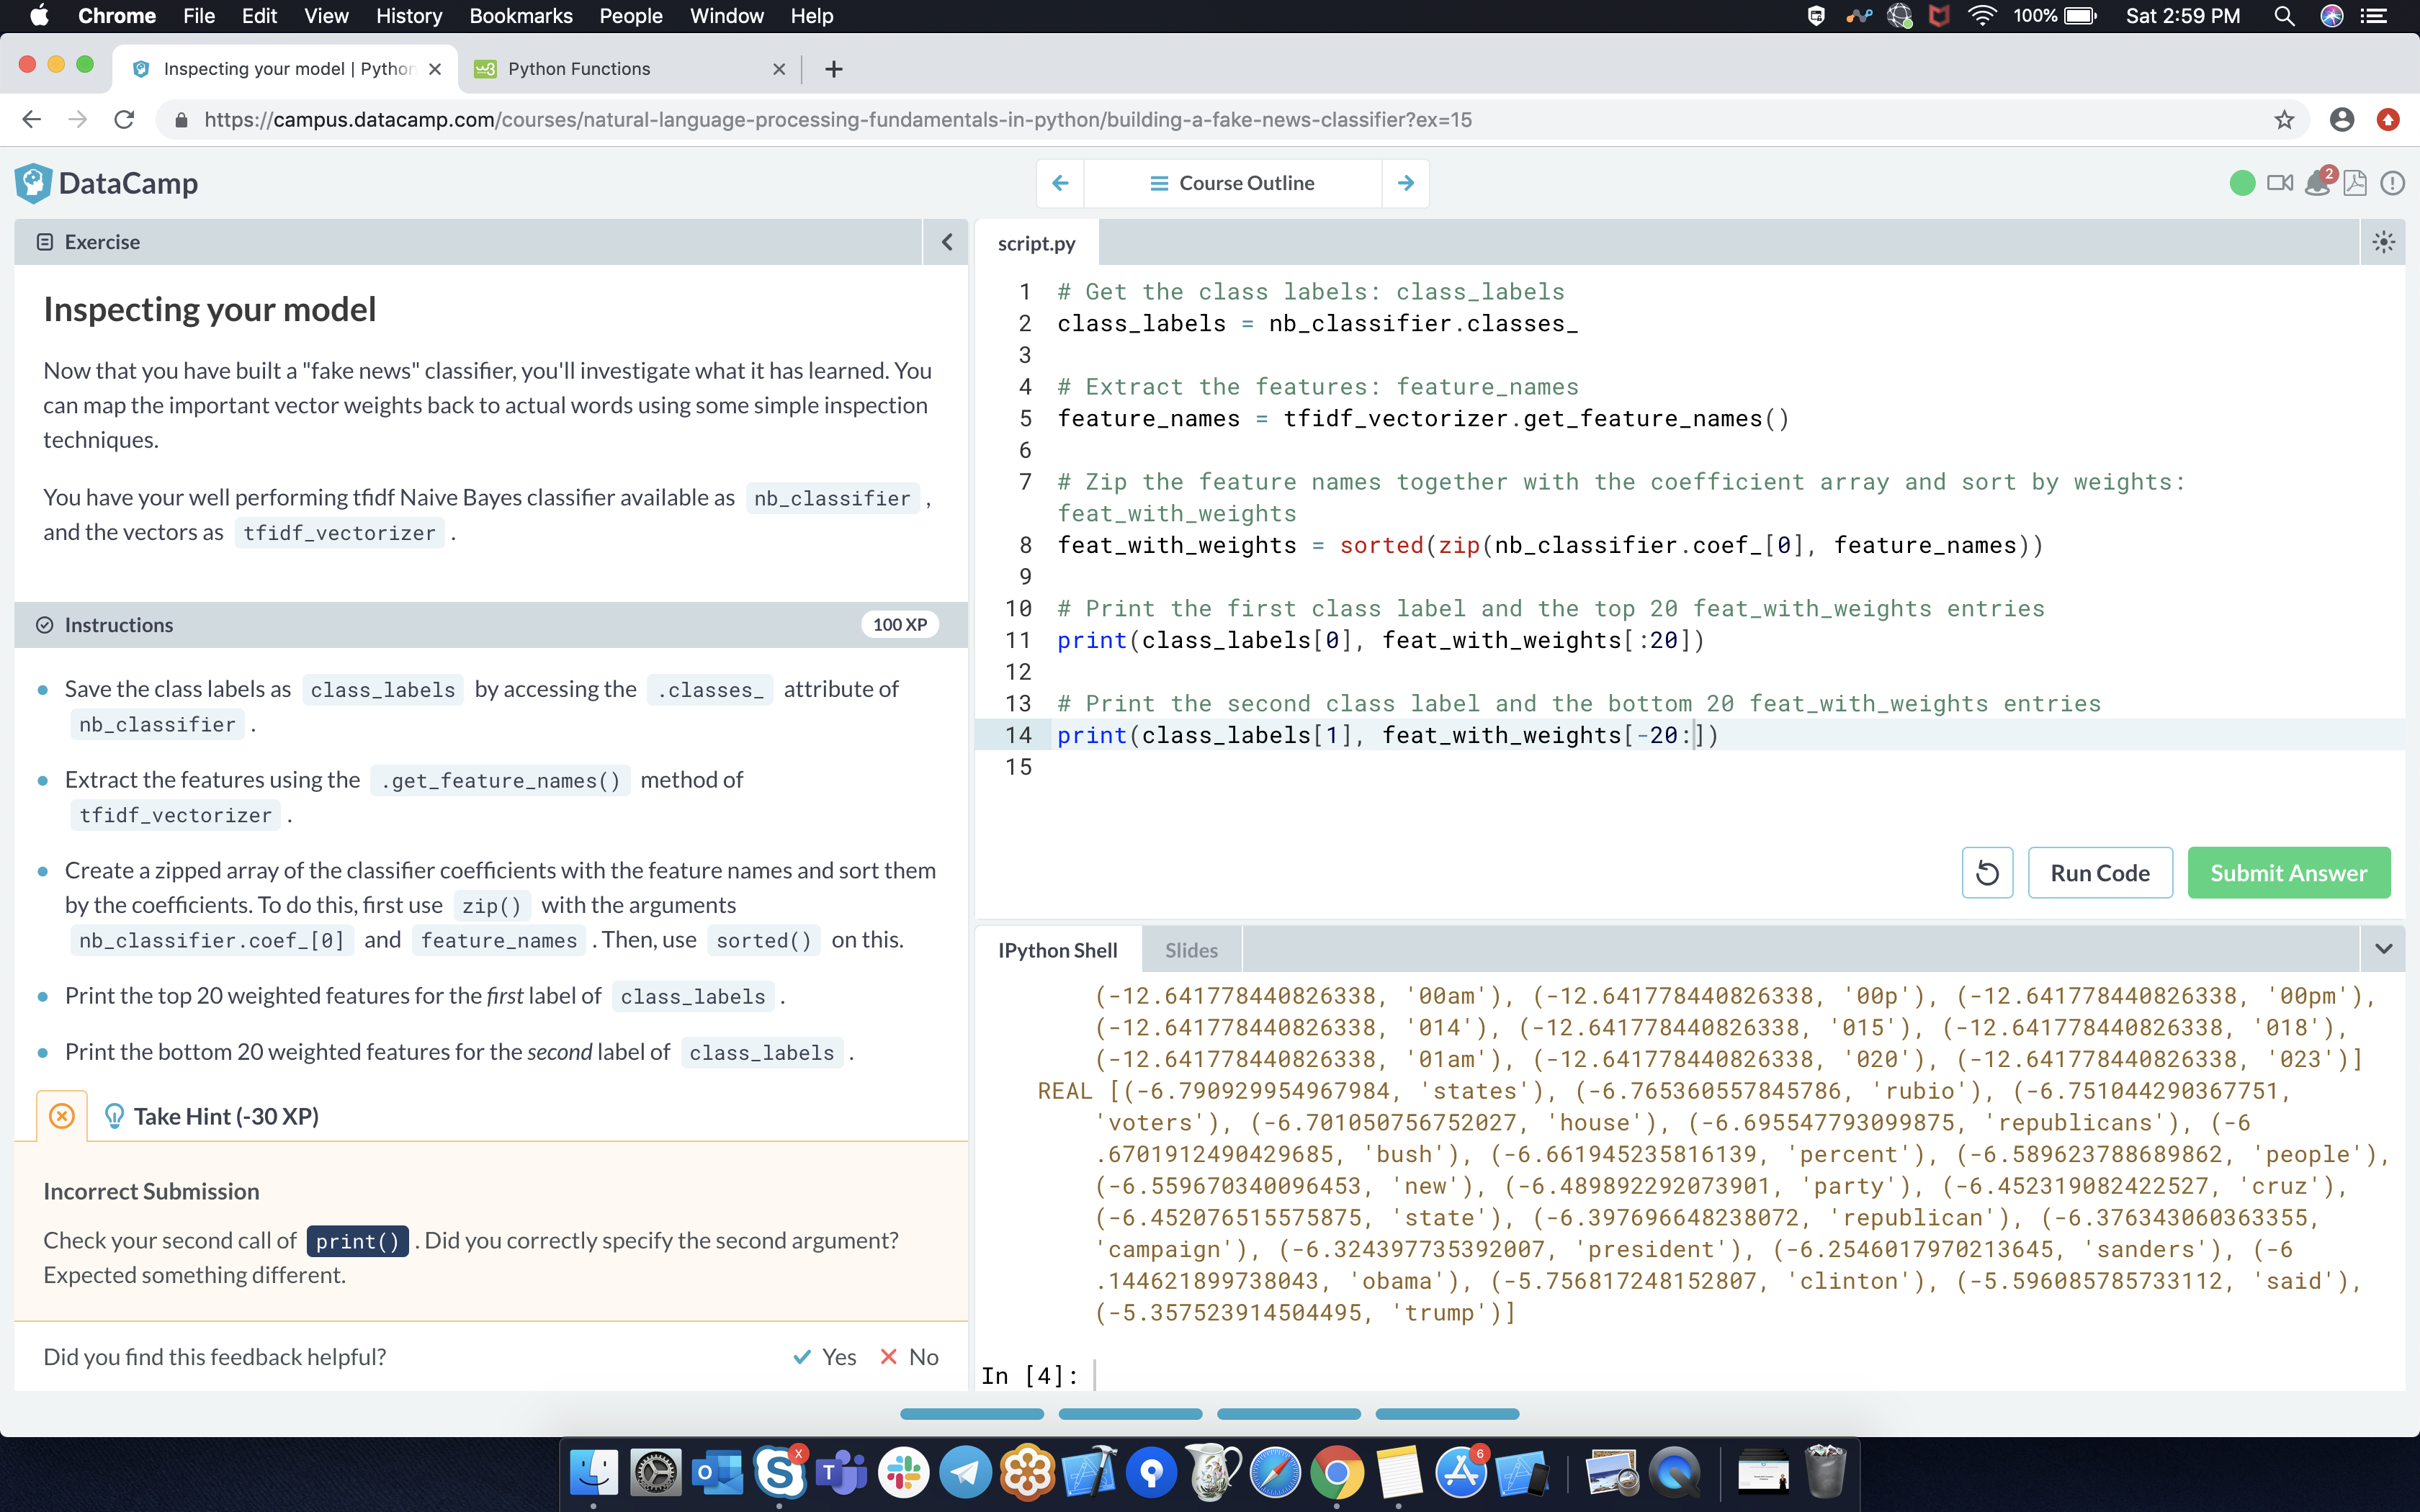 Chrome File Edit View History Bookmarks People Window Help 100% Sat 2:59 PM
Inspecting your model | Python
Python Functions
https://campus.datacamp.com/courses/natural-language-processing-fundamentals-in-python/building-a-fake-news-classifier?ex=15
DataCamp
Course Outline
2
Exercise
Inspecting your model
Now that you have built a "fake news" classifier, you'll investigate what it has learned. You
can map the important vector weights back to actual words using some simple inspection
techniques.
You have your well performing tfidf Naive Bayes classifier available as nb_classifier ,
and the vectors as tfidf_vectorizer .
Instructions
100 XP
Save the class labels as class_labels by accessing the .classes_ attribute of
nb_classifier .
Extract the features using the .get_feature_names() method of
tfidf_vectorizer .
Create a zipped array of the classifier coefficients with the feature names and sort them
by the coefficients. To do this, first use zip() with the arguments
nb_classifier.coef_[0] and feature_names . Then, use sorted() on this.
Print the top 20 weighted features for the first label of class_labels .
Print the bottom 20 weighted features for the second label of class_labels .
Take Hint (-30 XP)
Incorrect Submission
Check your second call of print() . Did you correctly specify the second argument?
Expected something different.
Did you find this feedback helpful? Yes No
script.py
1 # Get the class labels: class_labels
2 class_labels = nb_classifier.classes_
3
4 # Extract the features: feature_names
5 feature_names = tfidf_vectorizer.get_feature_names()
6
7 # Zip the feature names together with the coefficient array and sort by weights:
feat_with_weights
8 feat_with_weights = sorted(zip(nb_classifier.coef_[0], feature_names))
9
10 # Print the first class label and the top 20 feat_with_weights entries
11 print(class_labels[0], feat_with_weights[:20])
12
13 # Print the second class label and the bottom 20 feat_with_weights entries
14 print(class_labels[1], feat_with_weights[-20:])
15
Run Code
Submit Answer
IPython Shell
Slides
(-12.641778440826338, '00am'), (-12.641778440826338, '00p'), (-12.641778440826338, '00pm'),
(-12.641778440826338, '014'), (-12.641778440826338, '015'), (-12.641778440826338, '018'),
(-12.641778440826338, '01am'), (-12.641778440826338, '020'), (-12.641778440826338, '023')]
REAL [(-6.790929954967984, 'states'), (-6.765360557845786, 'rubio'), (-6.751044290367751,
'voters'), (-6.701050756752027, 'house'), (-6.695547793099875, 'republicans'), (-6
.6701912490429685, 'bush'), (-6.661945235816139, 'percent'), (-6.589623788689862, 'people'),
(-6.559670340096453, 'new'), (-6.489892292073901, 'party'), (-6.452319082422527, 'cruz'),
(-6.452076515575875, 'state'), (-6.397696648238072, 'republican'), (-6.376343060363355,
'campaign'), (-6.324397735392007, 'president'), (-6.2546017970213645, 'sanders'), (-6
.144621899738043, 'obama'), (-5.756817248152807, 'clinton'), (-5.596085785733112, 'said'),
(-5.357523914504495, 'trump')]
In [4]:
X
6